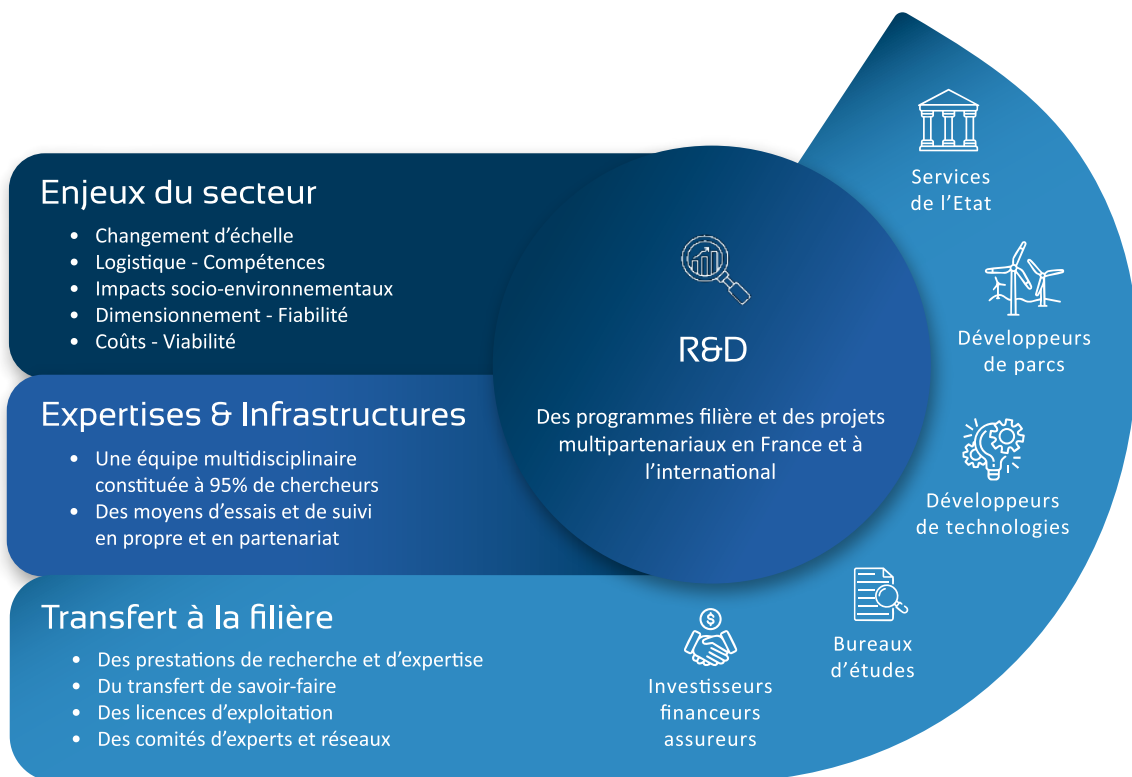 Enjeux du secteur
• Changement d'échelle
• Logistique - Compétences
• Impacts socio-environnementaux
• Dimensionnement - Fiabilité
• Coûts - Viabilité
Expertises & Infrastructures
• Une équipe multidisciplinaire
constituée à 95% de chercheurs
• Des moyens d'essais et de suivi
en propre et en partenariat
Transfert à la filière
• Des prestations de recherche et d'expertise
• Du transfert de savoir-faire
• Des licences d'exploitation
• Des comités d'experts et réseaux
R&D
Des programmes filière et des projets
multipartenariaux en France et à
l'international
Services
de l'Etat
Développeurs
de parcs
Développeurs
de technologies
Bureaux
d'études
$
Investisseurs
financeurs
assureurs